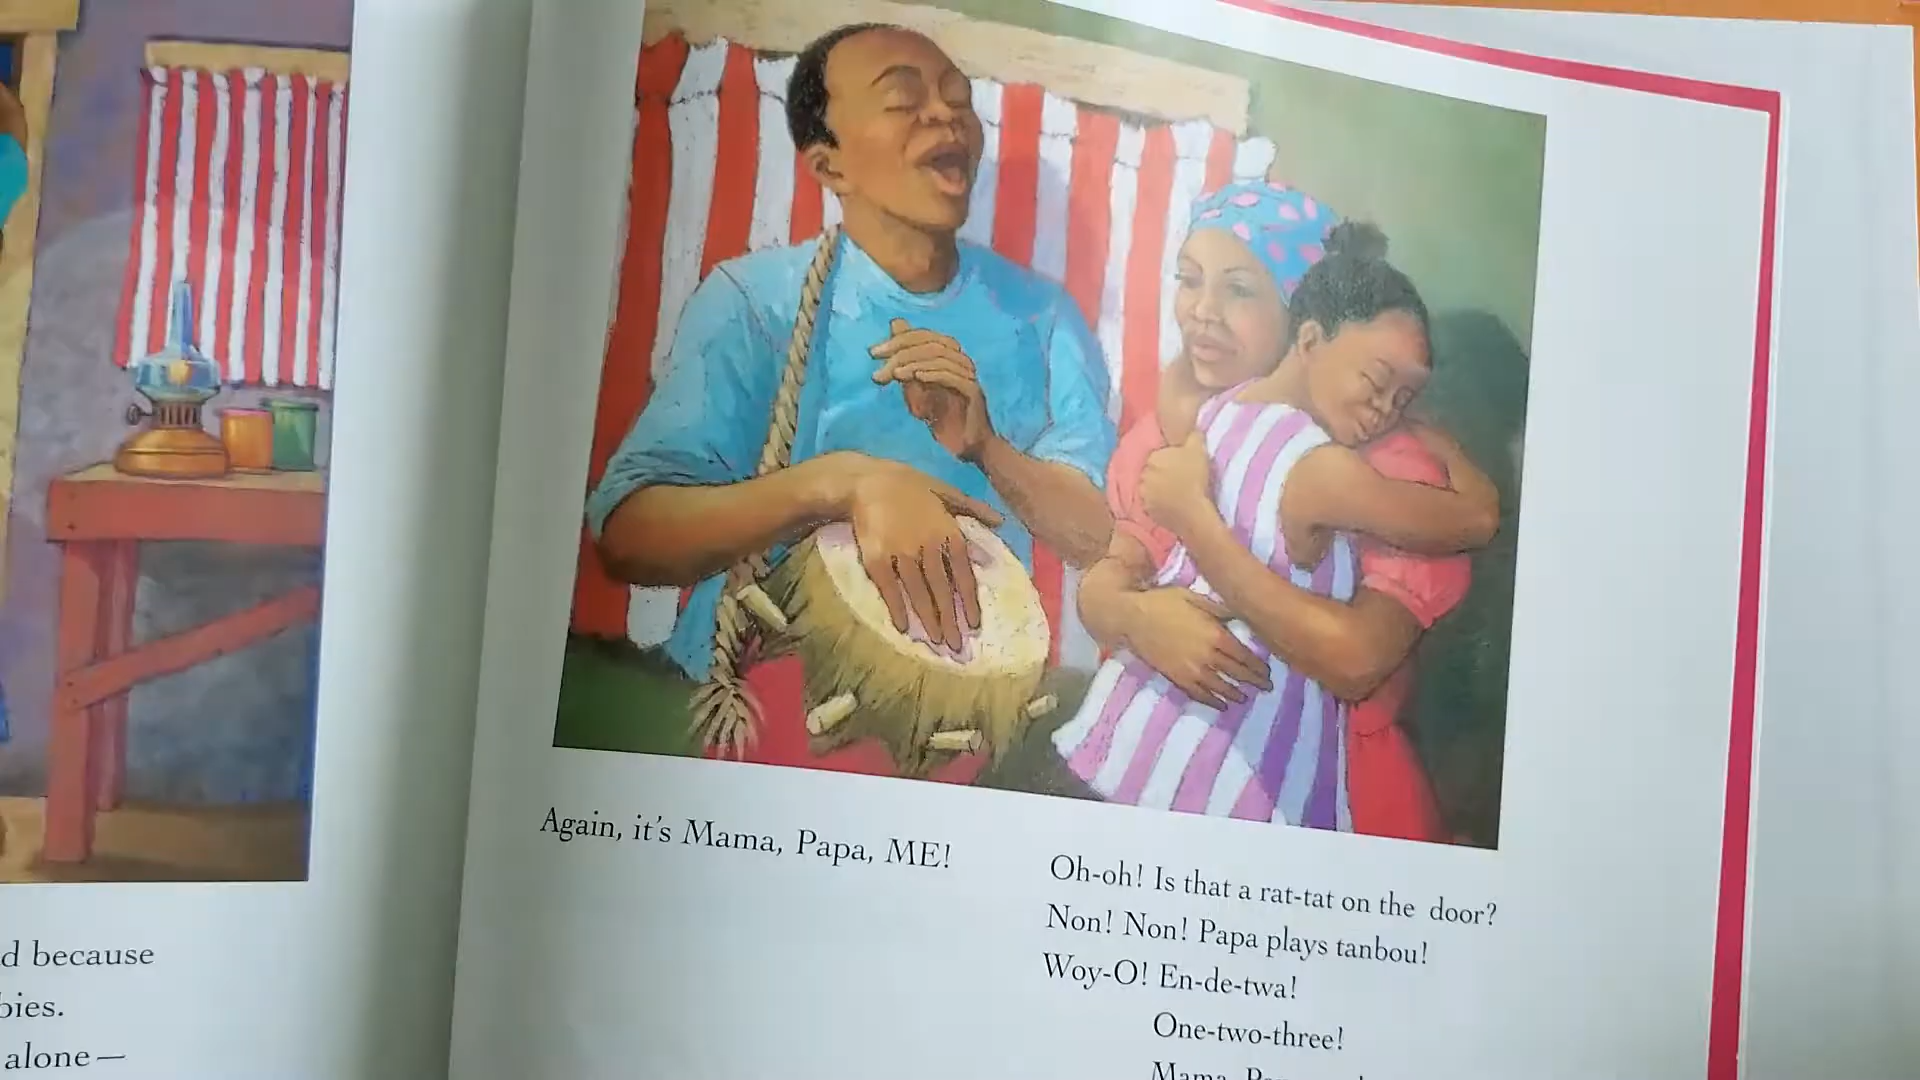 d because
bies.
alone—
Again, it's Mama, Papa, ME!
Oh-oh! Is that a rat-tat on the door?
Non! Non! Papa plays tanbou!
Woy-O! En-de-twa!
One-two-three!
Mama,